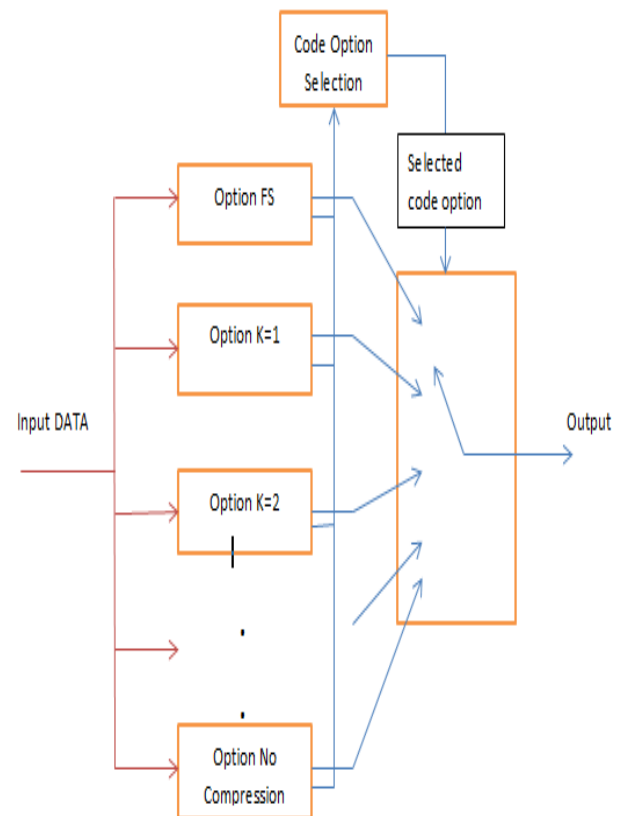 Code Option
Selection
Selected
code option
Option FS
Option K=1
Input DATA
Output
Option K=2
Option No
Compression